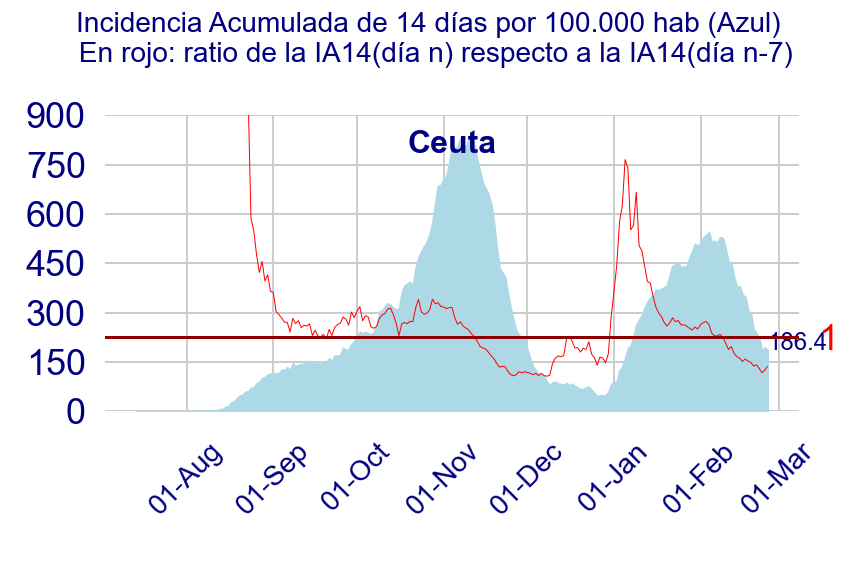 Incidencia Acumulada de 14 días por 100.000 hab (Azul)
En rojo: ratio de la IA14(día n) respecto a la IA14(día n-7)
Ceuta
900
750
600
450
300
150
0
186.4
1
01-Aug
01-Sep
01-Oct
01-Nov
01-Dec
01-Jan
01-Feb
01-Mar